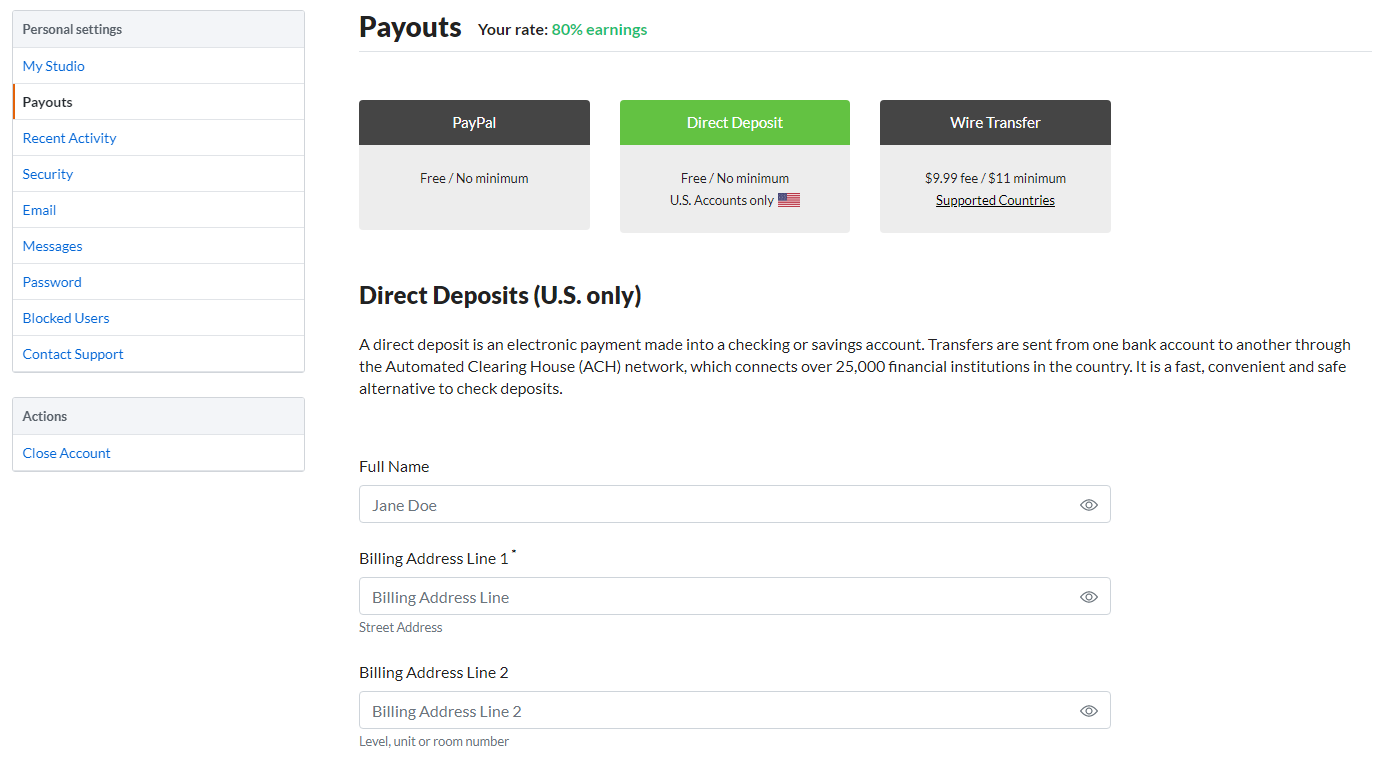 Personal settings
My Studio
Payouts
Recent Activity
Security
Email
Messages
Password
Blocked Users
Contact Support
Actions
Close Account
Payouts Your rate: 80% earnings
PayPal
Free / No minimum
Direct Deposit
Free / No minimum
U.S. Accounts only
Wire Transfer
$9.99 fee / $11 minimum
Supported Countries
Direct Deposits (U.S. only)
A direct deposit is an electronic payment made into a checking or savings account. Transfers are sent from one bank account to another through
the Automated Clearing House (ACH) network, which connects over 25,000 financial institutions in the country. It is a fast, convenient and safe
alternative to check deposits.
Full Name
Jane Doe
Billing Address Line 1 *
Billing Address Line
Street Address
Billing Address Line 2
Billing Address Line 2
Level, unit or room number